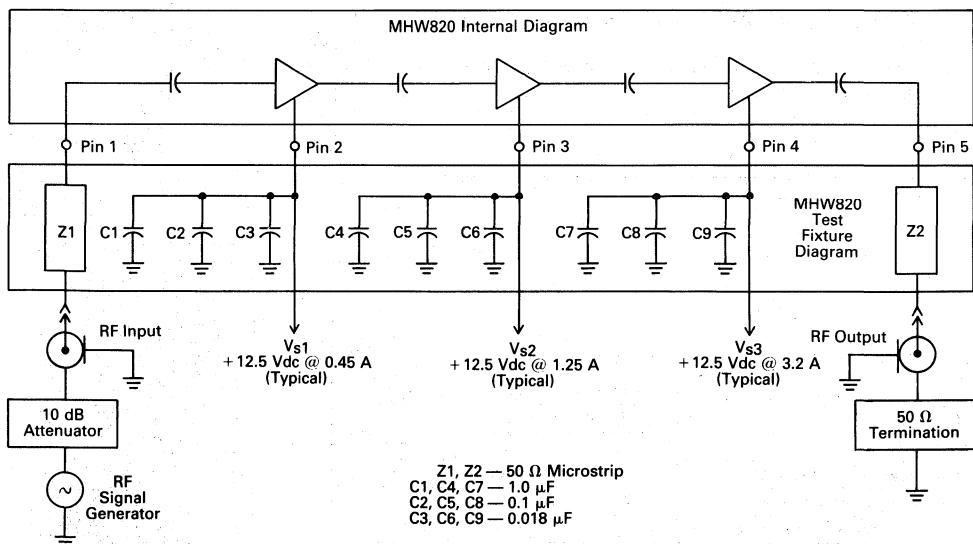 MHW820 Internal Diagram
Pin 1
Pin 2
Pin 3
Pin 4
Pin 5
Z1
C1
C2
C3
C4
C5
C6
C7
C8
C9
MHW820
Test
Fixture
Diagram
Z2
RF Input
Vs1
+12.5 Vdc @ 0.45 A
(Typical)
Vs2
+12.5 Vdc @ 1.25 A
(Typical)
Vs3
+12.5 Vdc @ 3.2 A
(Typical)
RF Output
10 dB
Attenuator
50 Ω
Termination
RF
Signal
Generator
Z1, Z2 — 50 Ω Microstrip
C1, C4, C7 — 1.0 µF
C2, C5, C8 — 0.1 µF
C3, C6, C9 — 0.018 µF